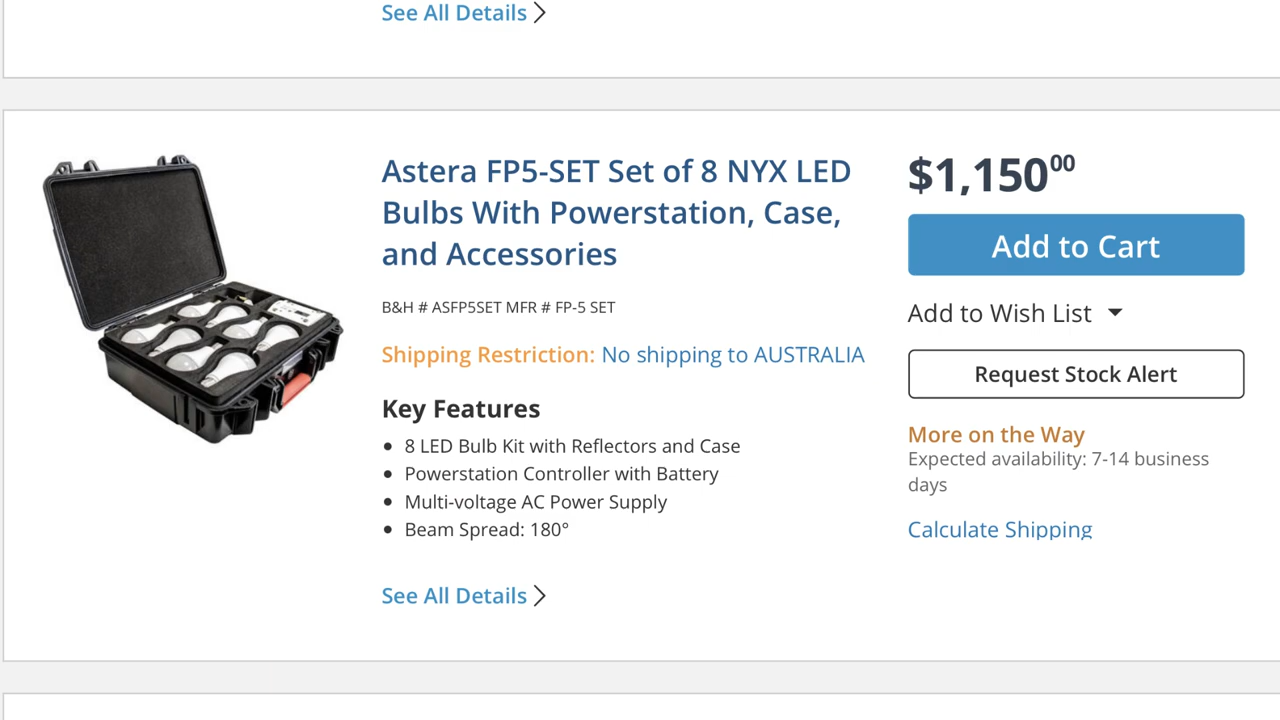 See All Details
Astera FP5-SET Set of 8 NYX LED
Bulbs With Powerstation, Case,
and Accessories
B&H # ASFP5SET MFR # FP-5 SET
Shipping Restriction: No shipping to AUSTRALIA
Key Features
8 LED Bulb Kit with Reflectors and Case
Powerstation Controller with Battery
Multi-voltage AC Power Supply
Beam Spread: 180°
See All Details
$1,150.00
Add to Cart
Add to Wish List
Request Stock Alert
More on the Way
Expected availability: 7-14 business
days
Calculate Shipping